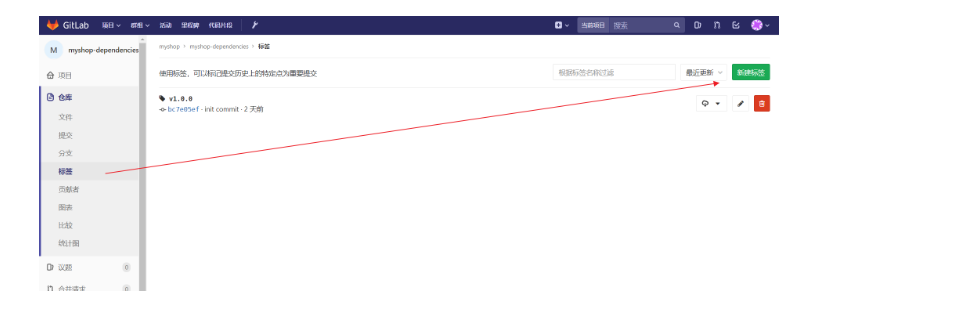 GitLab 项目 群组 活动 里程碑 代码片段 当前项目 搜索
M myshop-dependencies
myshop > myshop-dependencies > 标签
项目
使用标签，可以标记提交历史上的特定点为重要提交
根据标签名称过滤 最近更新 新建标签
仓库
v1.0.0
bc7e05ef · init commit · 2 天前
文件
提交
分支
标签
贡献者
图表
比较
统计图
议题 0
合并请求 0